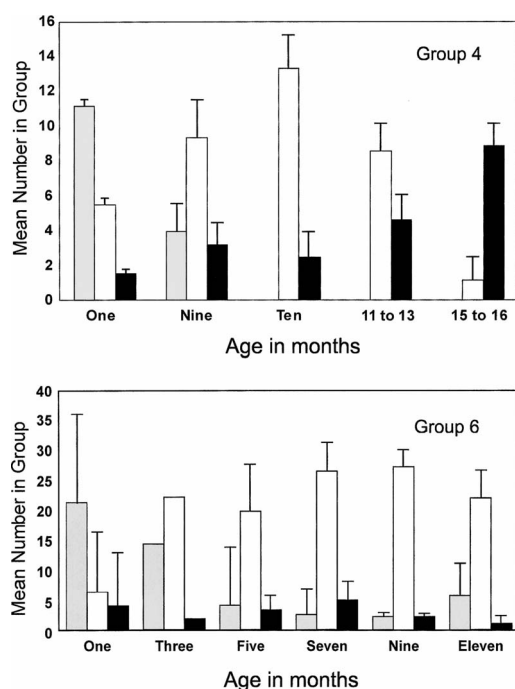 16
14
12
10
8
6
4
2
0
Mean Number in Group
Group 4
One Nine Ten 11 to 13 15 to 16
Age in months
40
35
30
25
20
15
10
5
0
Mean Number in Group
Group 6
One Three Five Seven Nine Eleven
Age in months